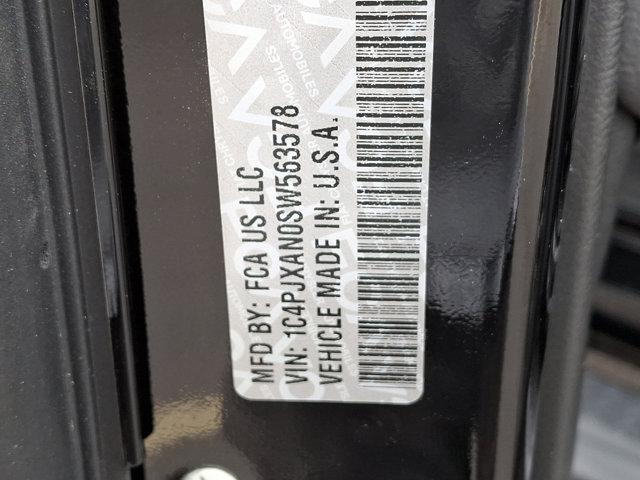 MFD BY: FCA US LLC
VIN: 1C4PJXAN0SW563578
VEHICLE MADE IN: U.S.A.